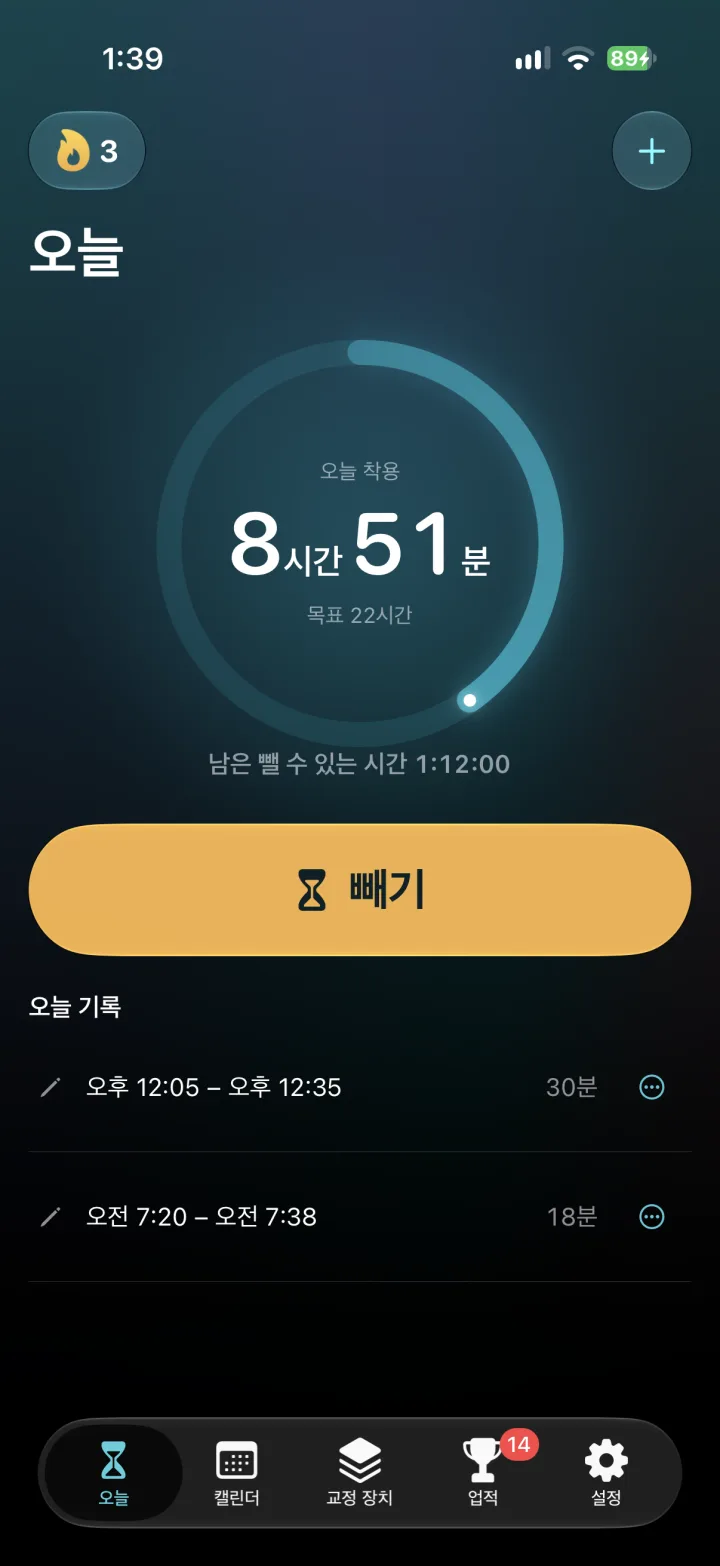 1:39
89
3
오늘
오늘 착용
8시간 51분
목표 22시간
남은 뺄 수 있는 시간 1:12:00
빼기
오늘 기록
오후 12:05 – 오후 12:35 30분
오전 7:20 – 오전 7:38 18분
14
오늘 캘린더 교정 장치 업적 설정